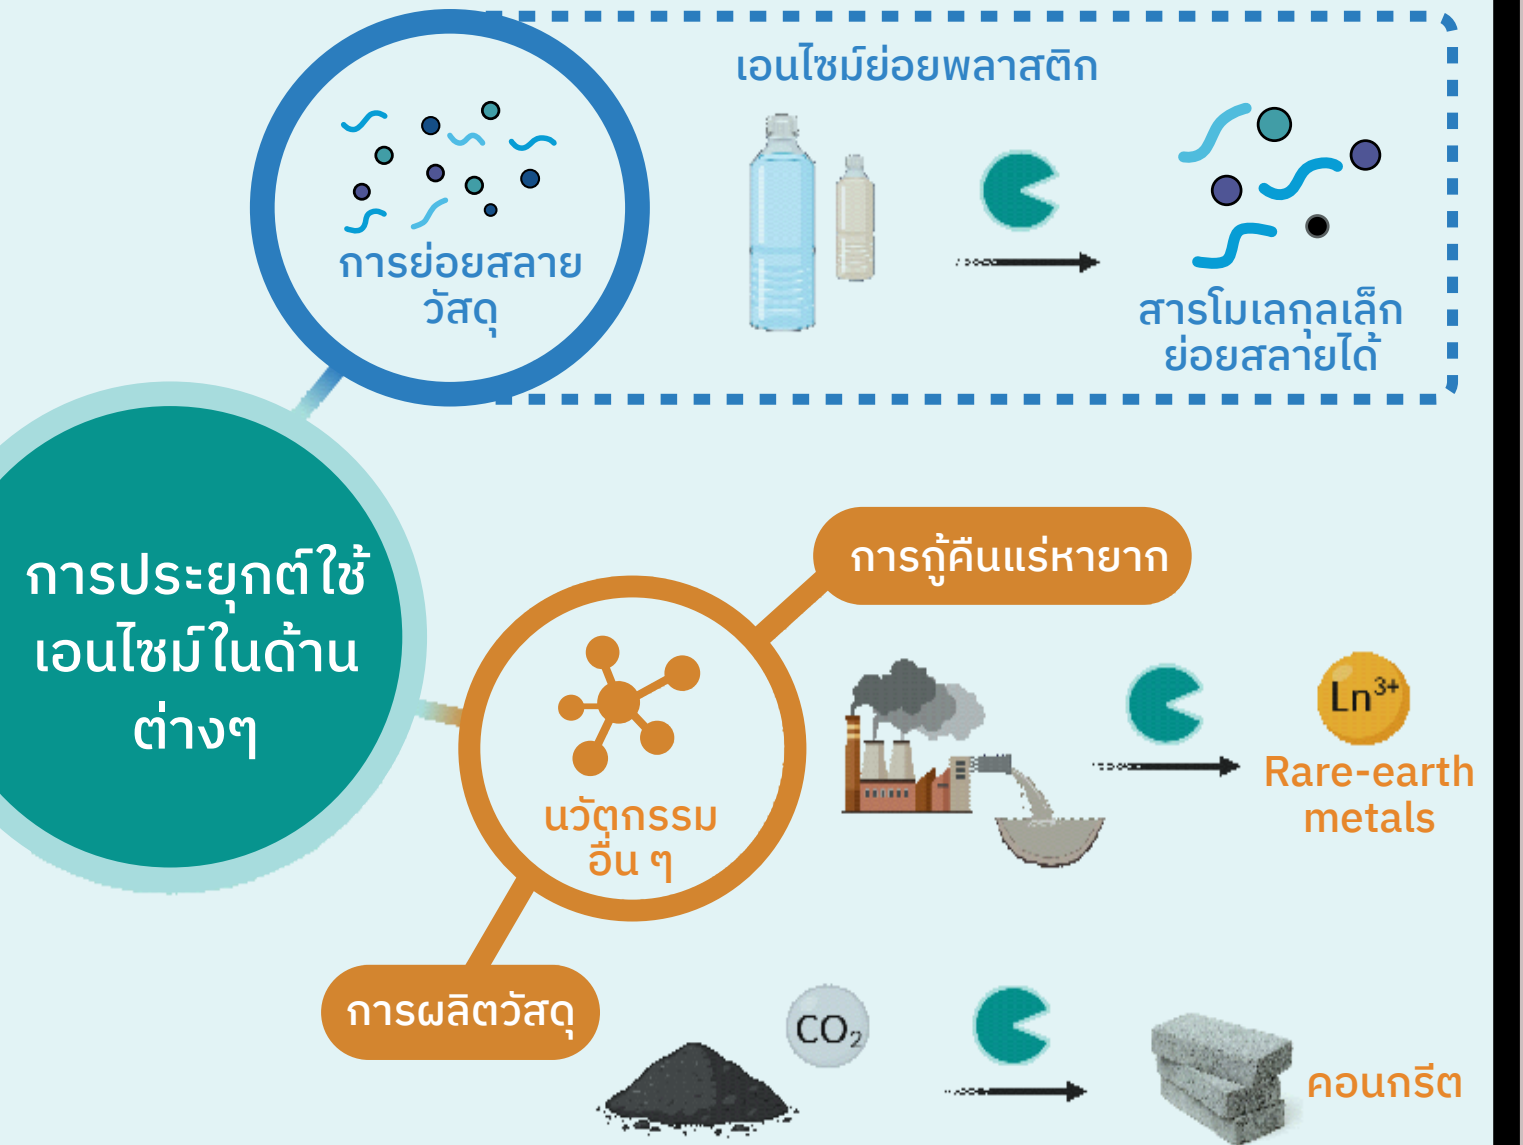 เอนไซม์ย่อยพลาสติก
การย่อยสลาย
วัสดุ
สารโมเลกุลเล็ก
ย่อยสลายได้
การประยุกต์ใช้
เอนไซม์ในด้าน
ต่างๆ
การกู้คืนแร่หายาก
นวัตกรรม
อื่น ๆ
Ln³⁺
Rare-earth
metals
การผลิตวัสดุ
CO₂
คอนกรีต